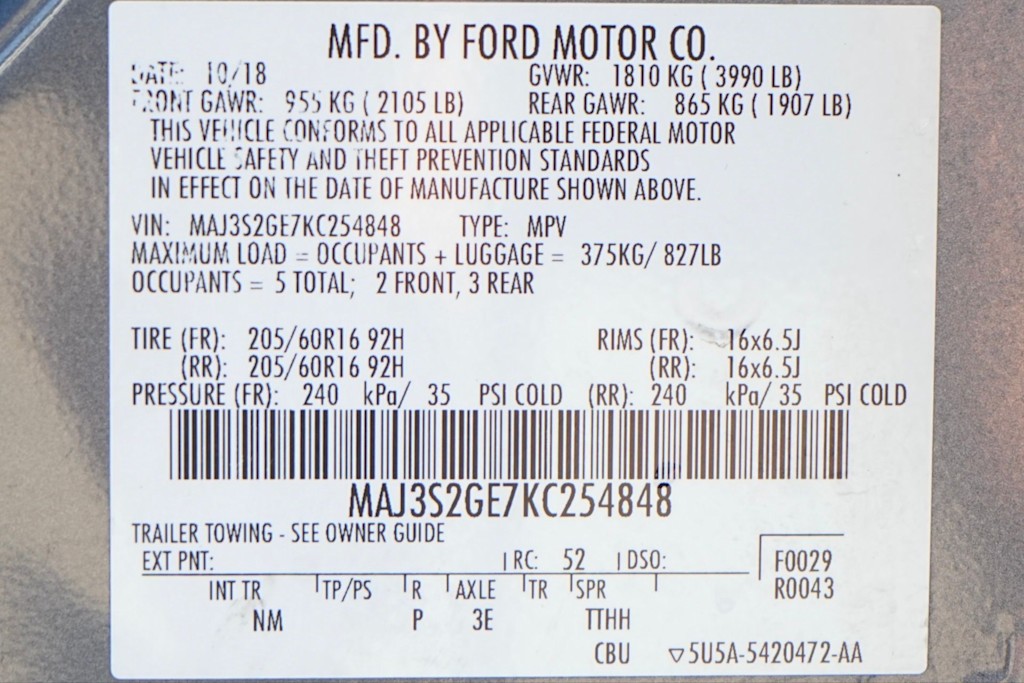 MFD. BY FORD MOTOR CO.
DATE: 10/18 GVWR: 1810 KG ( 3990 LB)
FRONT GAWR: 955 KG ( 2105 LB) REAR GAWR: 865 KG ( 1907 LB)
THIS VEHICLE CONFORMS TO ALL APPLICABLE FEDERAL MOTOR
VEHICLE SAFETY AND THEFT PREVENTION STANDARDS
IN EFFECT ON THE DATE OF MANUFACTURE SHOWN ABOVE.
VIN: MAJ3S2GE7KC254848 TYPE: MPV
MAXIMUM LOAD = OCCUPANTS + LUGGAGE = 375KG/ 827LB
OCCUPANTS = 5 TOTAL; 2 FRONT, 3 REAR
TIRE (FR): 205/60R16 92H RIMS (FR): 16x6.5J
(RR): 205/60R16 92H (RR): 16x6.5J
PRESSURE (FR): 240 kPa/ 35 PSI COLD (RR): 240 kPa/ 35 PSI COLD
MAJ3S2GE7KC254848
TRAILER TOWING - SEE OWNER GUIDE
EXT PNT: RC: 52 DSO: F0029
INT TR TP/PS R AXLE TR SPR R0043
NM P 3E TTHH
CBU ▽5U5A-5420472-AA